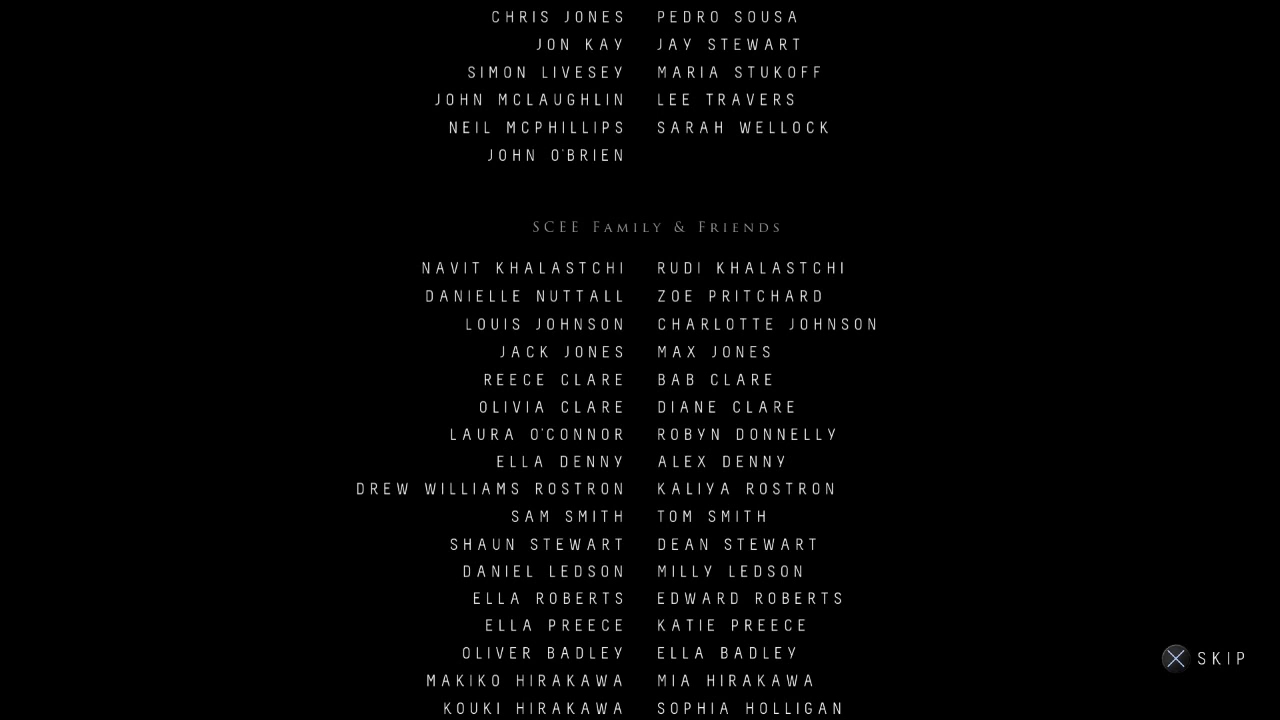 CHRIS JONES PEDRO SOUSA
JON KAY JAY STEWART
SIMON LIVESEY MARIA STUKOFF
JOHN MCLAUGHLIN LEE TRAVERS
NEIL MCPHILLIPS SARAH WELLOCK
JOHN O'BRIEN
SCEE FAMILY & FRIENDS
NAVIT KHALASTCHI RUDI KHALASTCHI
DANIELLE NUTTALL ZOE PRITCHARD
LOUIS JOHNSON CHARLOTTE JOHNSON
JACK JONES MAX JONES
REECE CLARE BAB CLARE
OLIVIA CLARE DIANE CLARE
LAURA O'CONNOR ROBYN DONNELLY
ELLA DENNY ALEX DENNY
DREW WILLIAMS ROSTRON KALIYA ROSTRON
SAM SMITH TOM SMITH
SHAUN STEWART DEAN STEWART
DANIEL LEDSON MILLY LEDSON
ELLA ROBERTS EDWARD ROBERTS
ELLA PREECE KATIE PREECE
OLIVER BADLEY ELLA BADLEY
SKIP
MAKIKO HIRAKAWA MIA HIRAKAWA
KOUKI HIRAKAWA SOPHIA HOLLIGAN